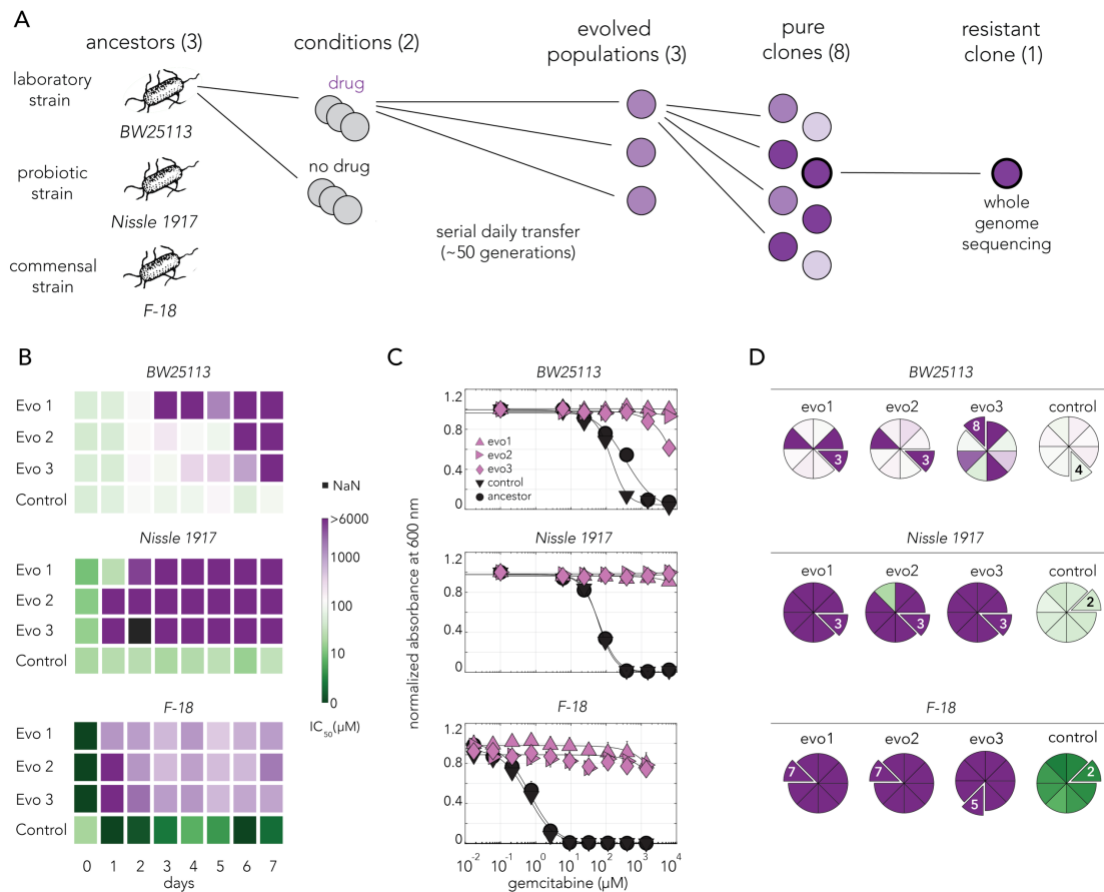 A
ancestors (3)
conditions (2)
evolved
populations (3)
pure
clones (8)
resistant
clone (1)
laboratory
strain
BW25113
probiotic
strain
Nissle 1917
commensal
strain
F-18
drug
no drug
serial daily transfer
(~50 generations)
whole
genome
sequencing
B
BW25113
Evo 1
Evo 2
Evo 3
Control
Nissle 1917
Evo 1
Evo 2
Evo 3
Control
F-18
Evo 1
Evo 2
Evo 3
Control
0 1 2 3 4 5 6 7
days
NaN
>6000
1000
100
10
0
IC50(μM)
C
normalized absorbance at 600 nm
BW25113
1.2
1.0
0.8
0.4
0
evo1
evo2
evo3
control
ancestor
Nissle 1917
1.2
1.0
0.8
0.4
0
F-18
1.2
1.0
0.8
0.4
0
10-2 10-1 100 101 102 103 104
gemcitabine (μM)
D
BW25113
evo1 evo2 evo3 control
3 3 8 4
Nissle 1917
evo1 evo2 evo3 control
3 3 3 2
F-18
evo1 evo2 evo3 control
7 7 5 2